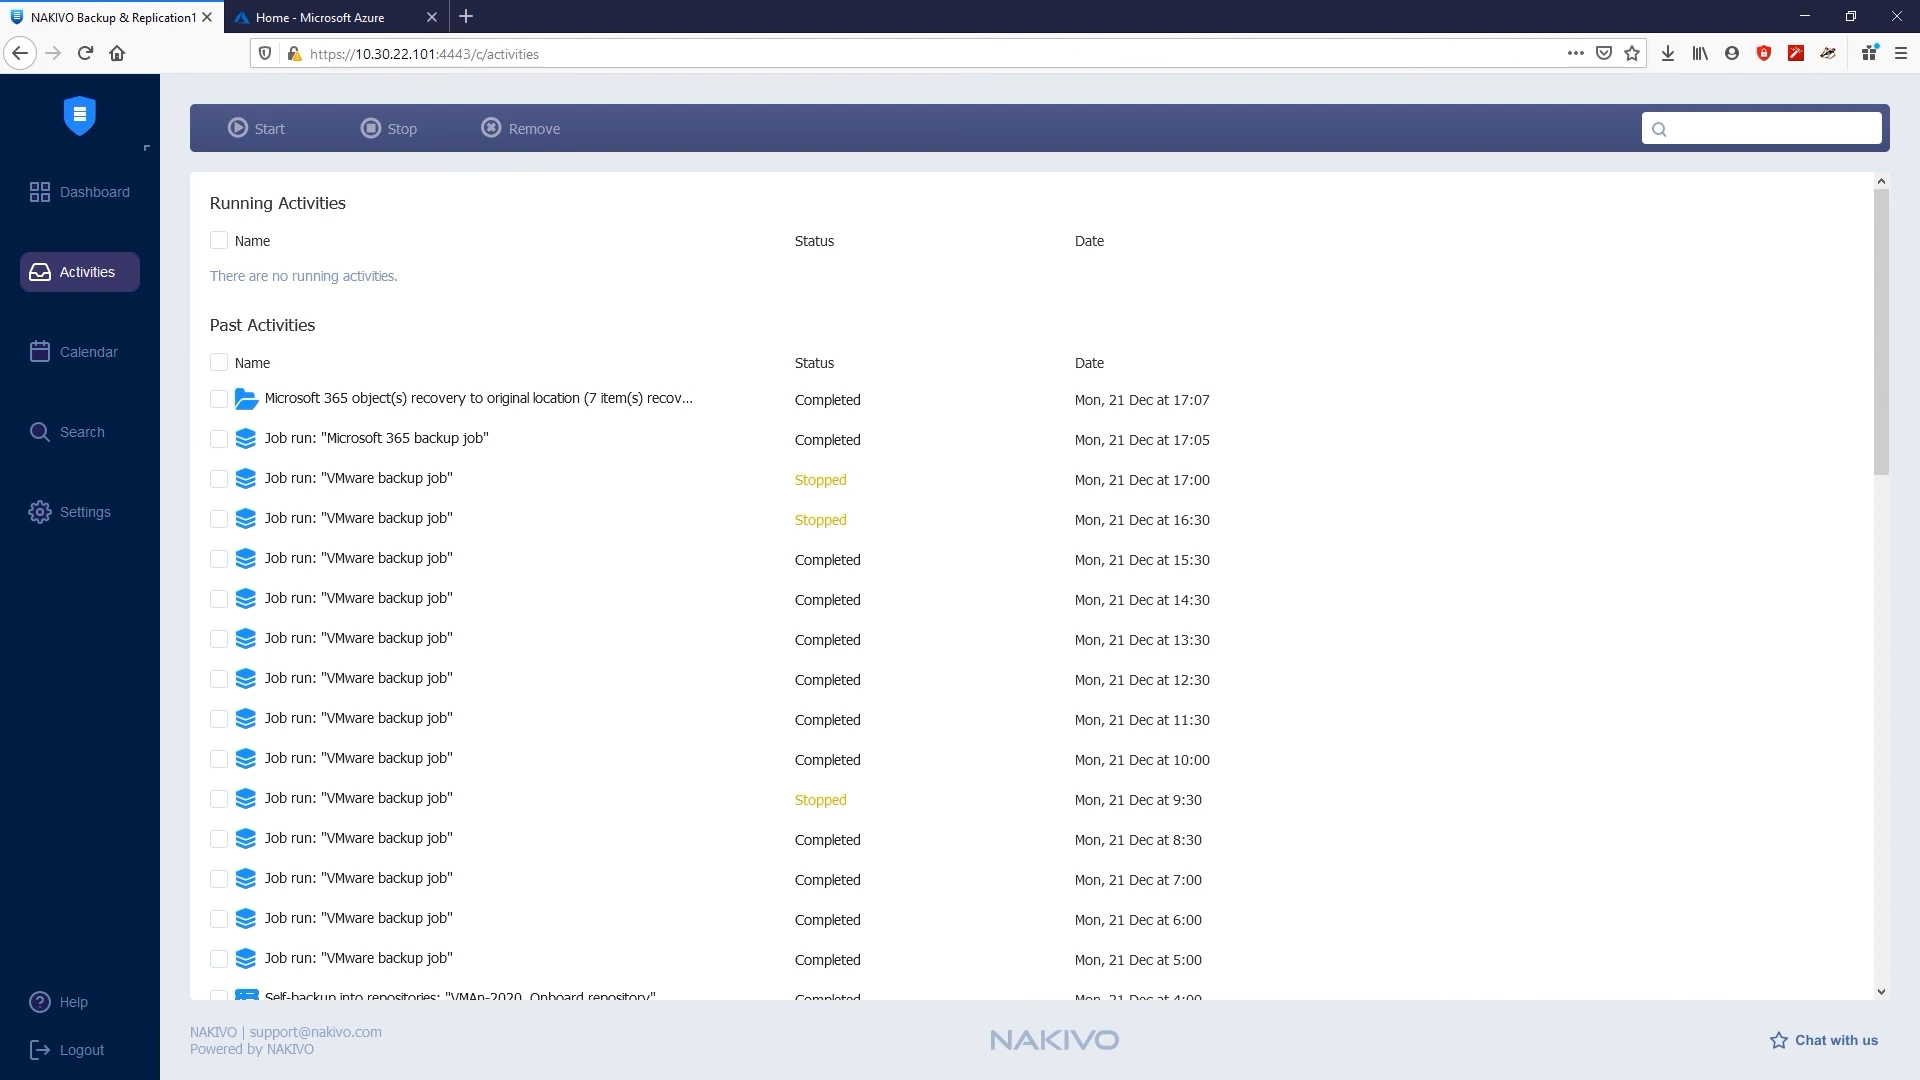 NAKIVO Backup & Replication1
Home - Microsoft Azure
https://10.30.22.101:4443/c/activities
Start
Stop
Remove
Dashboard
Activities
Calendar
Search
Settings
Help
Logout
Running Activities
Name Status Date
There are no running activities.
Past Activities
Name Status Date
Microsoft 365 object(s) recovery to original location (7 item(s) recov... Completed Mon, 21 Dec at 17:07
Job run: "Microsoft 365 backup job" Completed Mon, 21 Dec at 17:05
Job run: "VMware backup job" Stopped Mon, 21 Dec at 17:00
Job run: "VMware backup job" Stopped Mon, 21 Dec at 16:30
Job run: "VMware backup job" Completed Mon, 21 Dec at 15:30
Job run: "VMware backup job" Completed Mon, 21 Dec at 14:30
Job run: "VMware backup job" Completed Mon, 21 Dec at 13:30
Job run: "VMware backup job" Completed Mon, 21 Dec at 12:30
Job run: "VMware backup job" Completed Mon, 21 Dec at 11:30
Job run: "VMware backup job" Completed Mon, 21 Dec at 10:00
Job run: "VMware backup job" Stopped Mon, 21 Dec at 9:30
Job run: "VMware backup job" Completed Mon, 21 Dec at 8:30
Job run: "VMware backup job" Completed Mon, 21 Dec at 7:00
Job run: "VMware backup job" Completed Mon, 21 Dec at 6:00
Job run: "VMware backup job" Completed Mon, 21 Dec at 5:00
Self-backup into repositories: "VMAn-2020, Onboard repository" Completed Mon, 21 Dec at 4:00
NAKIVO | support@nakivo.com
Powered by NAKIVO
NAKIVO
Chat with us